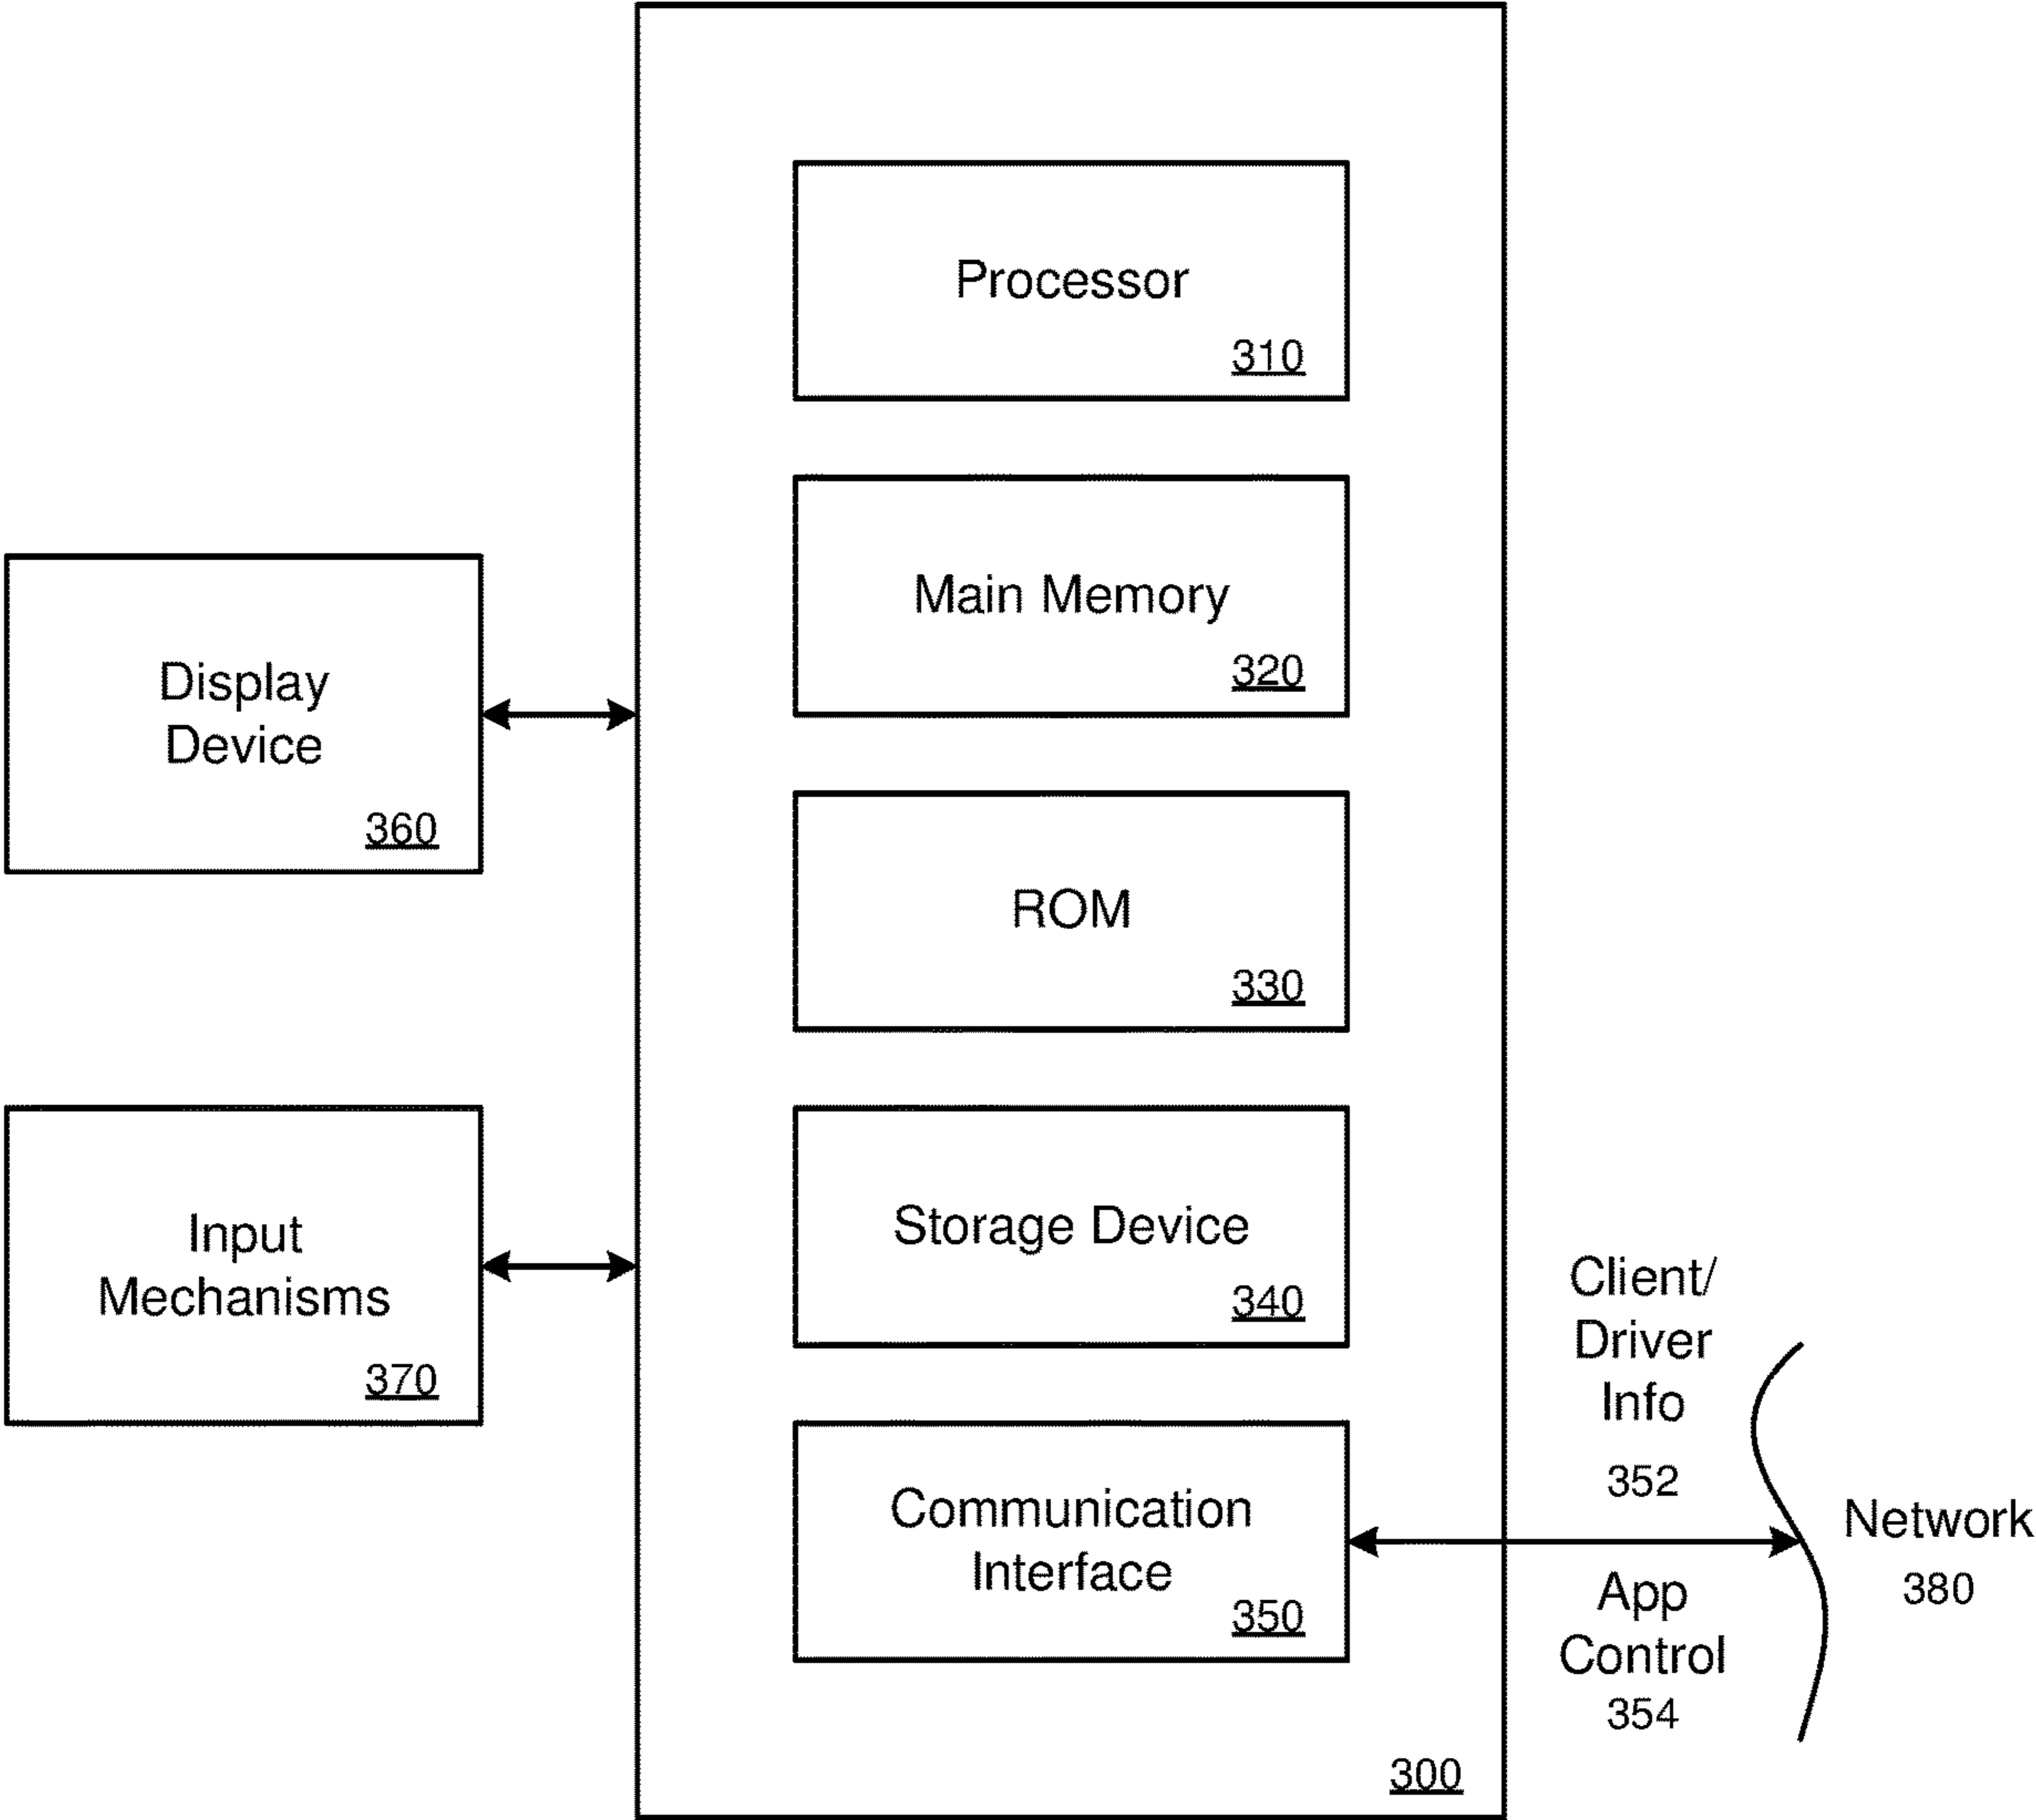 Processor
310
Main Memory
320
Display
Device
360
ROM
330
Input
Mechanisms
370
Storage Device
340
Communication
Interface
350
Client/
Driver
Info
352
App
Control
354
Network
380
300